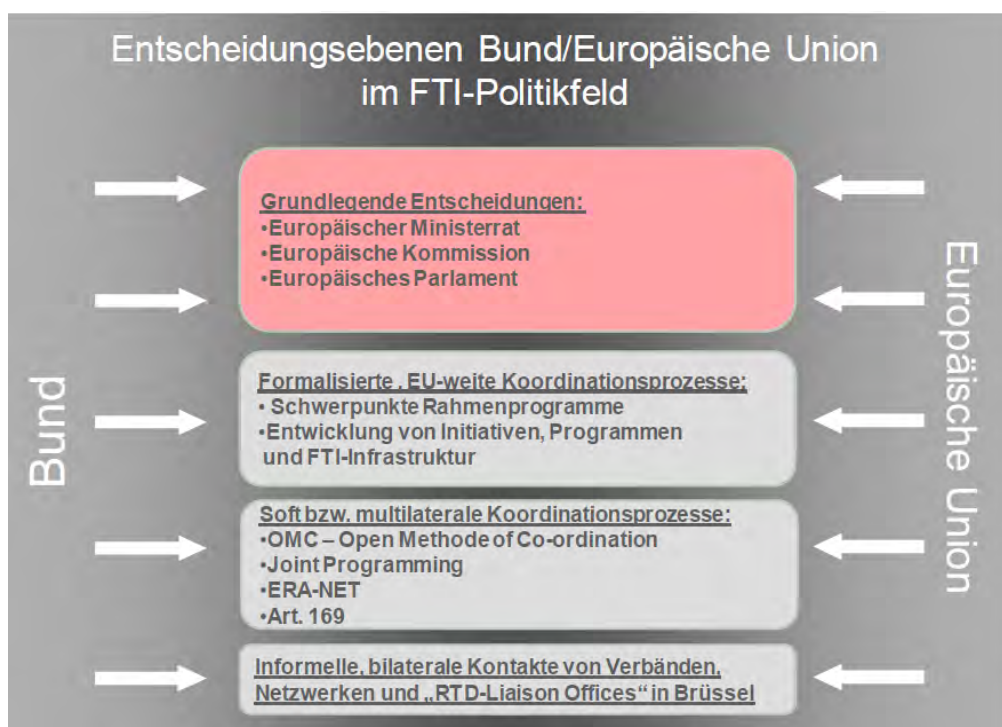 Entscheidungsebenen Bund/Europäische Union
im FTI-Politikfeld
Grundlegende Entscheidungen:
•Europäischer Ministerrat
•Europäische Kommission
•Europäisches Parlament
Formalisierte , EU-weite Koordinationsprozesse:
• Schwerpunkte Rahmenprogramme
•Entwicklung von Initiativen, Programmen
und FTI-Infrastruktur
Soft bzw. multilaterale Koordinationsprozesse:
•OMC – Open Methode of Co-ordination
•Joint Programming
•ERA-NET
•Art. 169
Informelle, bilaterale Kontakte von Verbänden,
Netzwerken und „RTD-Liaison Offices“ in Brüssel
Bund
Europäische Union